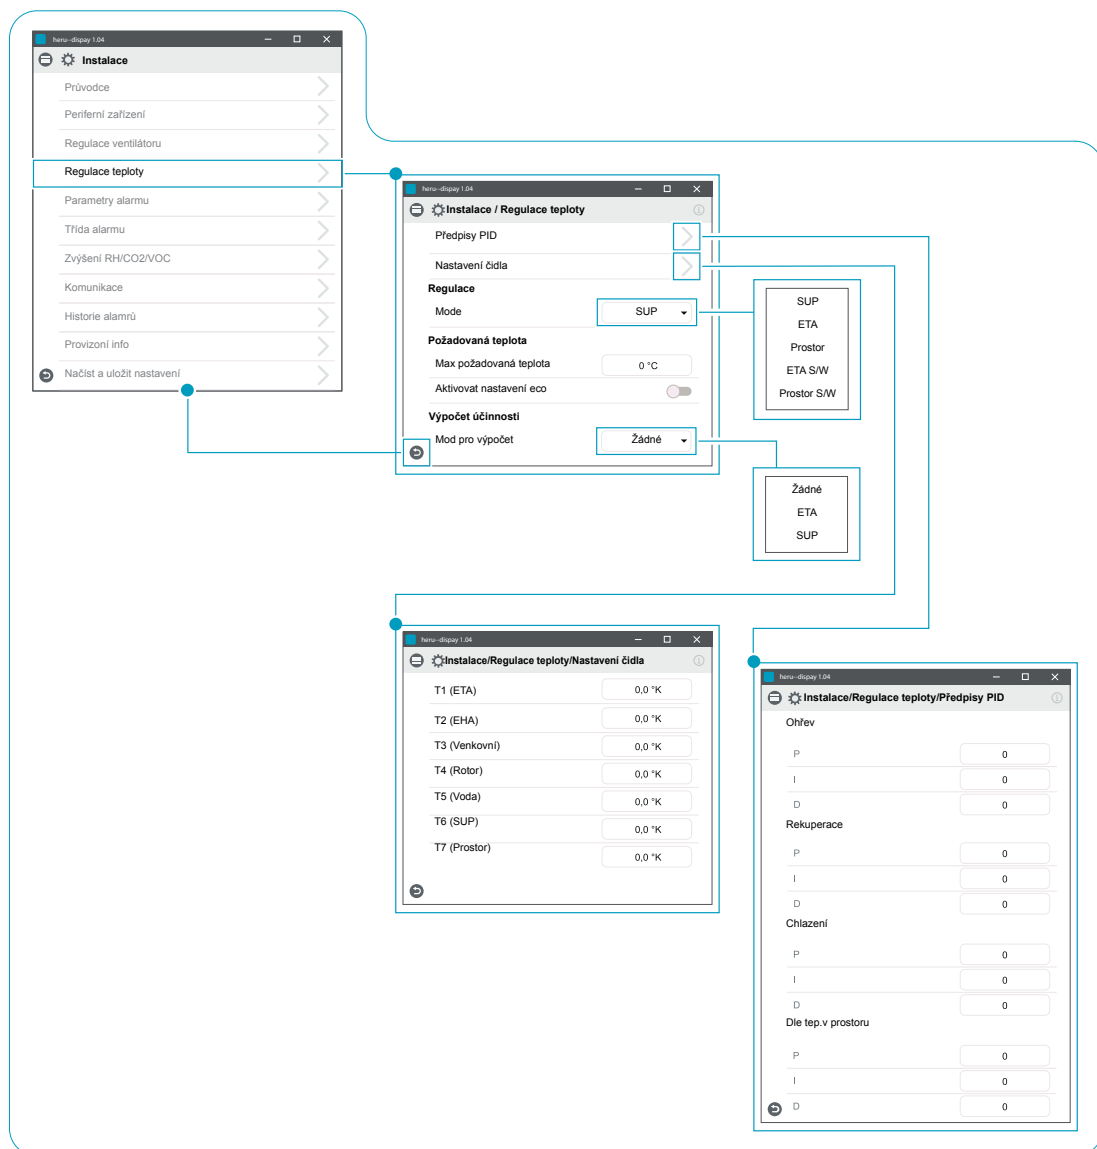 heru--dispay 1.04
Instalace
Průvodce
Periferní zařízení
Regulace ventilátoru
Regulace teploty
Parametry alarmu
Třída alarmu
Zvýšení RH/CO2/VOC
Komunikace
Historie alamrů
Provizoní info
Načíst a uložit nastavení
heru--dispay 1.04
Instalace / Regulace teploty
Předpisy PID
Nastavení čidla
Regulace
Mode SUP
Požadovaná teplota
Max požadovaná teplota 0 °C
Aktivovat nastavení eco
Výpočet účinnosti
Mod pro výpočet Žádné
SUP
ETA
Prostor
ETA S/W
Prostor S/W
Žádné
ETA
SUP
heru--dispay 1.04
Instalace/Regulace teploty/Nastavení čidla
T1 (ETA) 0,0 °K
T2 (EHA) 0,0 °K
T3 (Venkovní) 0,0 °K
T4 (Rotor) 0,0 °K
T5 (Voda) 0,0 °K
T6 (SUP) 0,0 °K
T7 (Prostor) 0,0 °K
heru--dispay 1.04
Instalace/Regulace teploty/Předpisy PID
Ohřev
P 0
I 0
D 0
Rekuperace
P 0
I 0
D 0
Chlazení
P 0
I 0
D 0
Dle tep.v prostoru
P 0
I 0
D 0